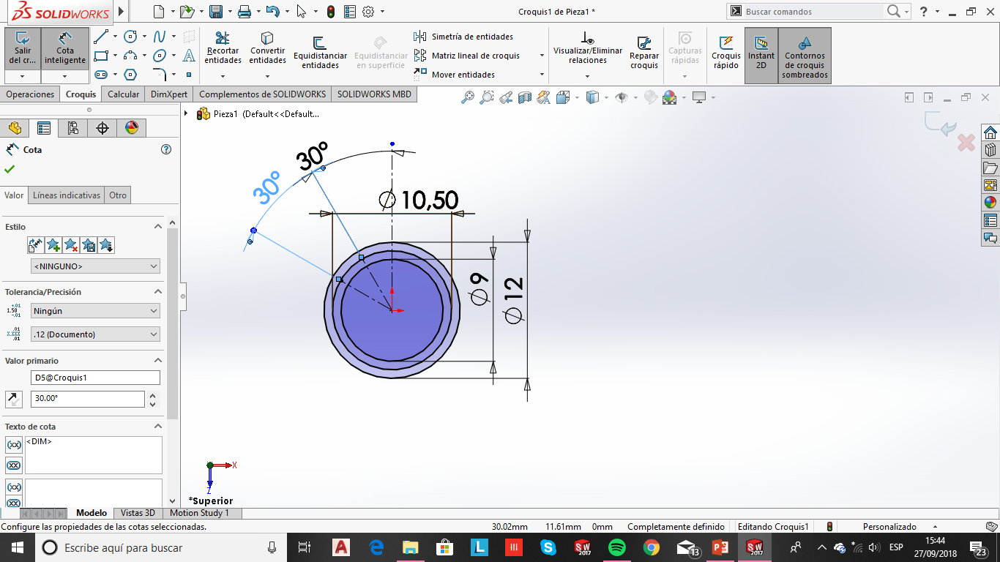 SOLIDWORKS
Croquis1 de Pieza1 *
Buscar comandos
Salir del cr...
Cota inteligente
Recortar entidades
Convertir entidades
Equidistanciar entidades
Equidistanciar en superficie
Simetría de entidades
Matriz lineal de croquis
Mover entidades
Visualizar/Eliminar relaciones
Reparar croquis
Capturas rápidas
Croquis rápido
Instant 2D
Contornos de croquis sombreados
Operaciones Croquis Calcular DimXpert Complementos de SOLIDWORKS SOLIDWORKS MBD
Pieza1 (Default<<Default...
Cota
Valor Líneas indicativas Otro
Estilo
<NINGUNO>
Tolerancia/Precisión
Ningún
.12 (Documento)
Valor primario
D5@Croquis1
30.00°
Texto de cota
<DIM>
30°
30°
∅ 10,50
∅ 9
∅ 12
X
Z
*Superior
Modelo Vistas 3D Motion Study 1
Configure las propiedades de las cotas seleccionadas.
30.02mm 11.61mm 0mm Completamente definido Editando Croquis1 Personalizado
Escribe aquí para buscar
13
ESP
15:44
27/09/2018
23